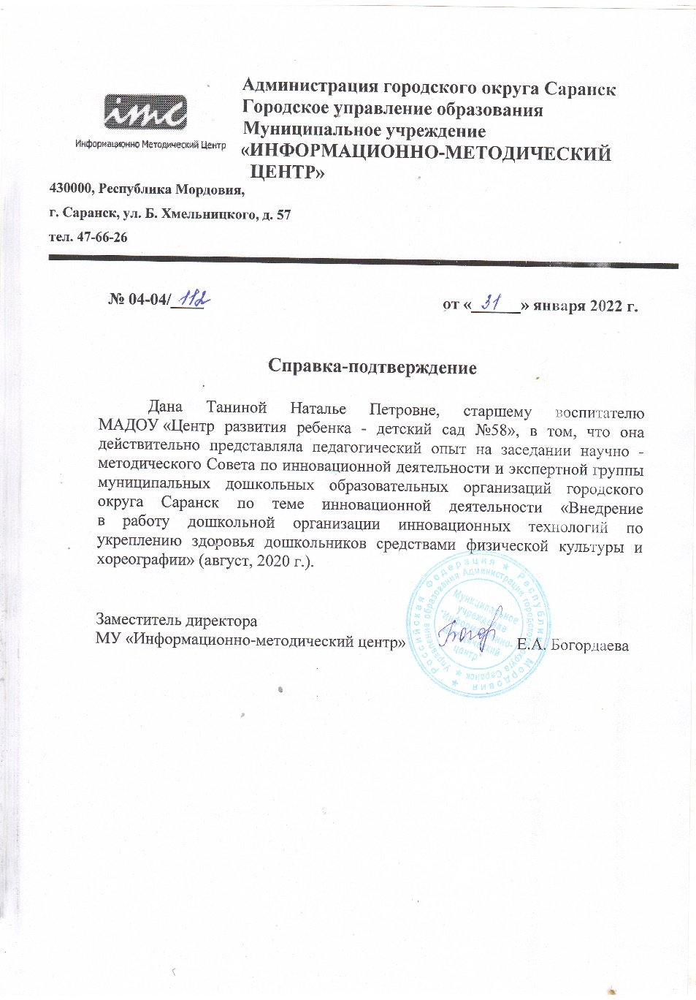 имс
Информационно Методический Центр
Администрация городского округа Саранск
Городское управление образования
Муниципальное учреждение
«ИНФОРМАЦИОННО-МЕТОДИЧЕСКИЙ
ЦЕНТР»
430000, Республика Мордовия,
г. Саранск, ул. Б. Хмельницкого, д. 57
тел. 47-66-26
№ 04-04/112
от «31» января 2022 г.
Справка-подтверждение
Дана Таниной Наталье Петровне, старшему воспитателю
МАДОУ «Центр развития ребенка - детский сад №58», в том, что она
действительно представляла педагогический опыт на заседании научно -
методического Совета по инновационной деятельности и экспертной группы
муниципальных дошкольных образовательных организаций городского
округа Саранск по теме инновационной деятельности «Внедрение
в работу дошкольной организации инновационных технологий по
укреплению здоровья дошкольников средствами физической культуры и
хореографии» (август, 2020 г.).
Заместитель директора
МУ «Информационно-методический центр»
Е.А. Богордаева
Российская Федерация ★ Республика Мордовия ★
Управление образования Администрации городского округа Саранск ★
Муниципальное
учреждение
"Информационно-
методический
центр"